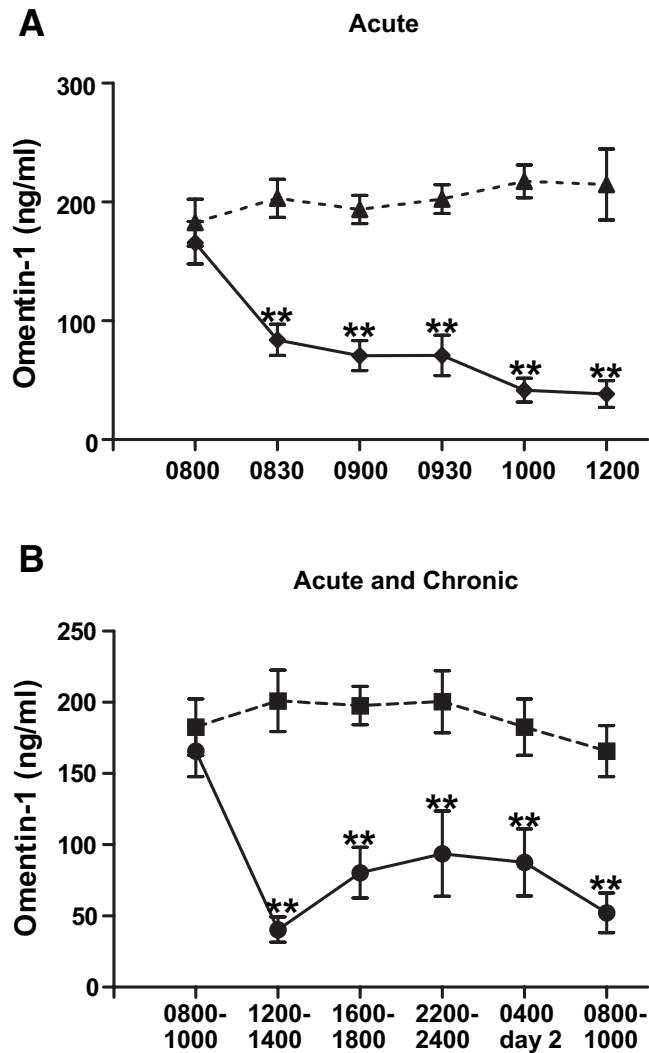 A
Acute
Omentin-1 (ng/ml)
300
200
100
0
** ** ** ** **
0800 0830 0900 0930 1000 1200
B
Acute and Chronic
Omentin-1 (ng/ml)
250
200
150
100
50
0
** ** ** ** **
0800- 1200- 1600- 2200- 0400 0800-
1000 1400 1800 2400 day 2 1000